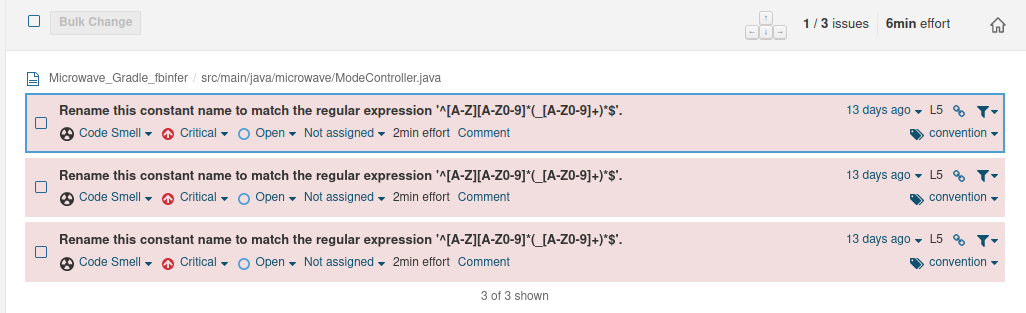 Bulk Change
1 / 3 issues 6min effort
Microwave_Gradle_fbinfer / src/main/java/microwave/ModeController.java
Rename this constant name to match the regular expression '^[A-Z][A-Z0-9]*(_[A-Z0-9]+)*$'. 13 days ago L5
Code Smell Critical Open Not assigned 2min effort Comment convention
Rename this constant name to match the regular expression '^[A-Z][A-Z0-9]*(_[A-Z0-9]+)*$'. 13 days ago L5
Code Smell Critical Open Not assigned 2min effort Comment convention
Rename this constant name to match the regular expression '^[A-Z][A-Z0-9]*(_[A-Z0-9]+)*$'. 13 days ago L5
Code Smell Critical Open Not assigned 2min effort Comment convention
3 of 3 shown